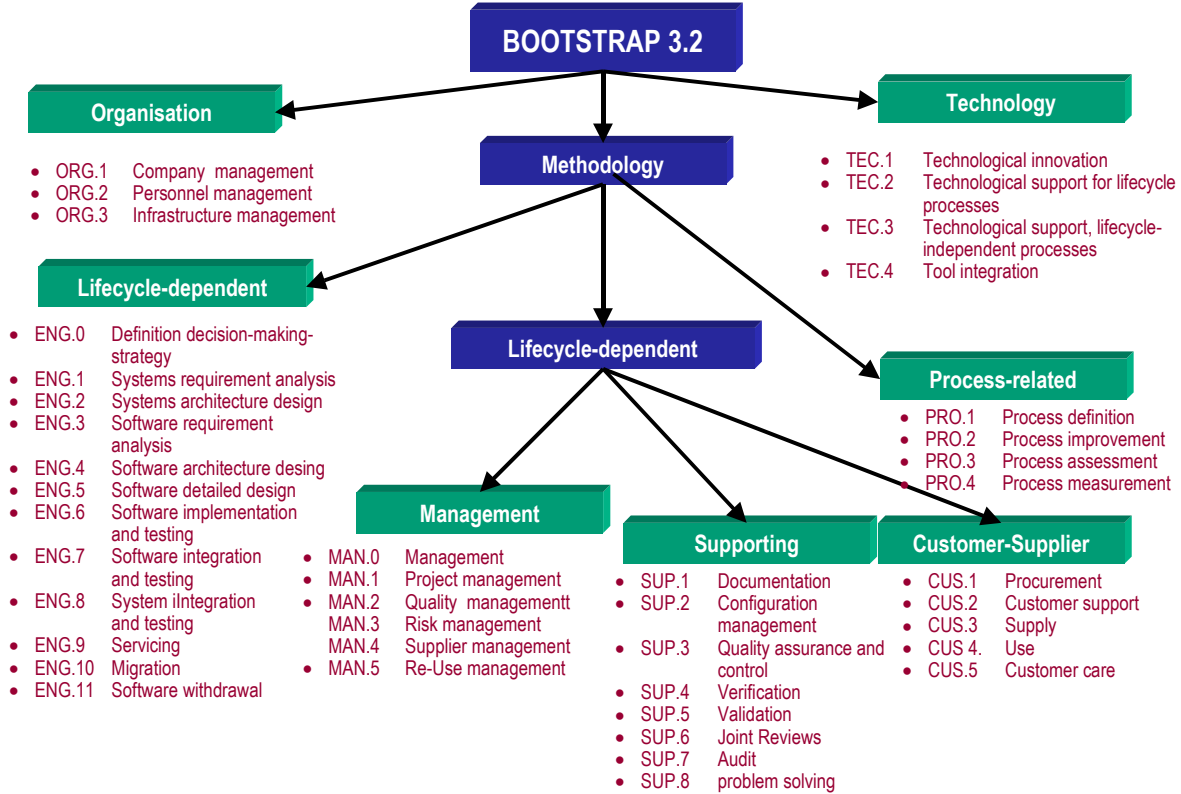 BOOTSTRAP 3.2
Organisation
• ORG.1 Company management
• ORG.2 Personnel management
• ORG.3 Infrastructure management
Methodology
Technology
• TEC.1 Technological innovation
• TEC.2 Technological support for lifecycle
processes
• TEC.3 Technological support, lifecycle-
independent processes
• TEC.4 Tool integration
Lifecycle-dependent
• ENG.0 Definition decision-making-
strategy
• ENG.1 Systems requirement analysis
• ENG.2 Systems architecture design
• ENG.3 Software requirement
analysis
• ENG.4 Software architecture desing
• ENG.5 Software detailed design
• ENG.6 Software implementation
and testing
• ENG.7 Software integration
and testing
• ENG.8 System iIntegration
and testing
• ENG.9 Servicing
• ENG.10 Migration
• ENG.11 Software withdrawal
Lifecycle-dependent
Process-related
• PRO.1 Process definition
• PRO.2 Process improvement
• PRO.3 Process assessment
• PRO.4 Process measurement
Management
• MAN.0 Management
• MAN.1 Project management
• MAN.2 Quality managementt
MAN.3 Risk management
MAN.4 Supplier management
• MAN.5 Re-Use management
Supporting
• SUP.1 Documentation
• SUP.2 Configuration
management
• SUP.3 Quality assurance and
control
• SUP.4 Verification
• SUP.5 Validation
• SUP.6 Joint Reviews
• SUP.7 Audit
• SUP.8 problem solving
Customer-Supplier
• CUS.1 Procurement
• CUS.2 Customer support
• CUS.3 Supply
• CUS 4. Use
• CUS.5 Customer care